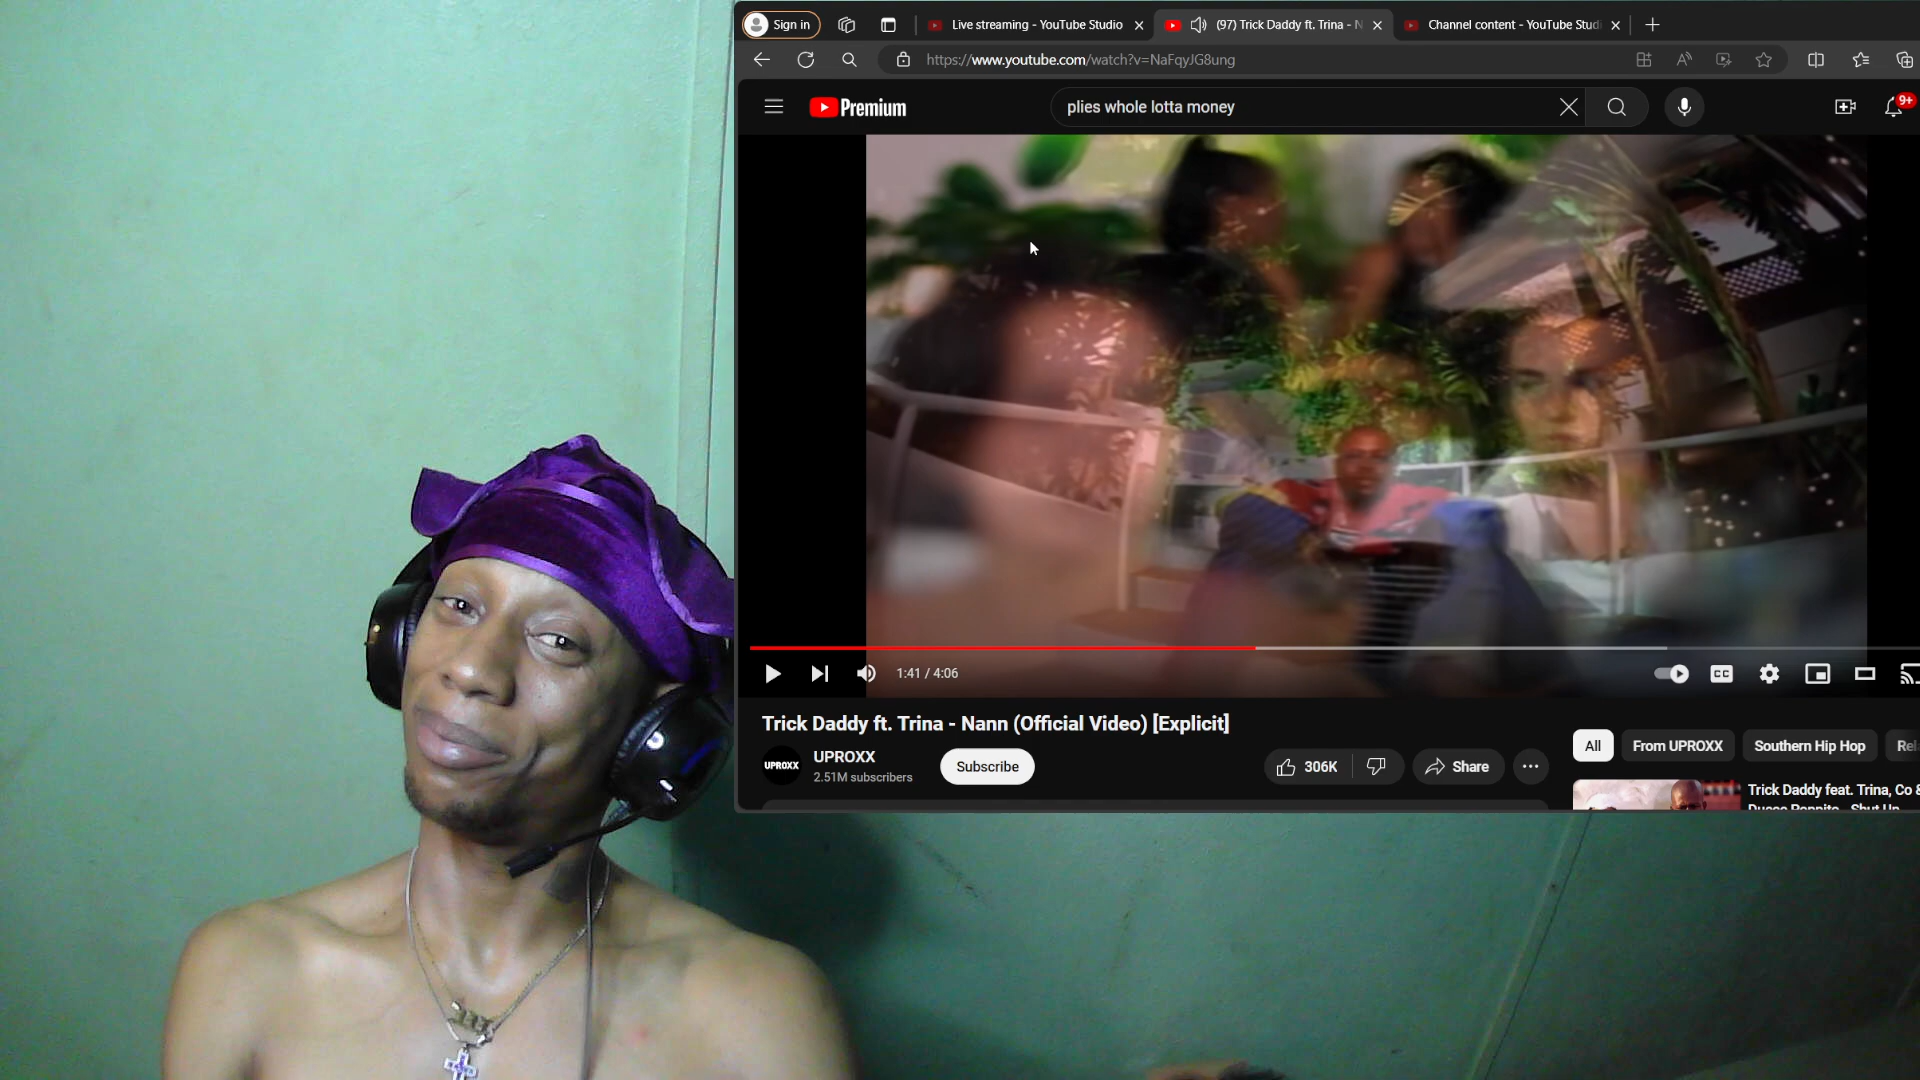 Sign in
Live streaming - YouTube Studio
(97) Trick Daddy ft. Trina - N
Channel content - YouTube Studi
https://www.youtube.com/watch?v=NaFqyJG8ung
Premium
plies whole lotta money
9+
1:41 / 4:06
CC
Trick Daddy ft. Trina - Nann (Official Video) [Explicit]
UPROXX
UPROXX
2.51M subscribers
Subscribe
306K
Share
All
From UPROXX
Southern Hip Hop
Rel
Trick Daddy feat. Trina, Co &